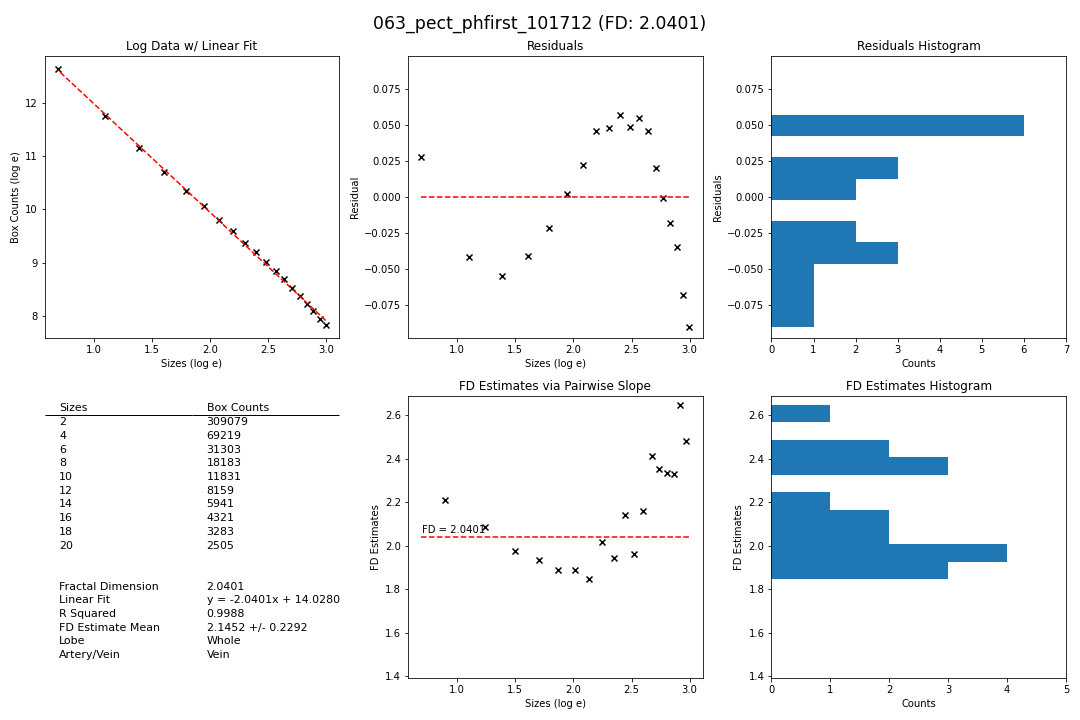 063_pect_phfirst_101712 (FD: 2.0401)
Log Data w/ Linear Fit
Box Counts (log e)
12
11
10
9
8
1.0 1.5 2.0 2.5 3.0
Sizes (log e)
Residuals
Residual
0.075
0.050
0.025
0.000
−0.025
−0.050
−0.075
1.0 1.5 2.0 2.5 3.0
Sizes (log e)
Residuals Histogram
Residuals
0.075
0.050
0.025
0.000
−0.025
−0.050
−0.075
0 1 2 3 4 5 6 7
Counts
Sizes Box Counts
2 309079
4 69219
6 31303
8 18183
10 11831
12 8159
14 5941
16 4321
18 3283
20 2505
Fractal Dimension 2.0401
Linear Fit y = -2.0401x + 14.0280
R Squared 0.9988
FD Estimate Mean 2.1452 +/- 0.2292
Lobe Whole
Artery/Vein Vein
FD Estimates via Pairwise Slope
FD Estimates
2.6
2.4
2.2
2.0
1.8
1.6
1.4
FD = 2.0401
1.0 1.5 2.0 2.5 3.0
Sizes (log e)
FD Estimates Histogram
FD Estimates
2.6
2.4
2.2
2.0
1.8
1.6
1.4
0 1 2 3 4 5
Counts